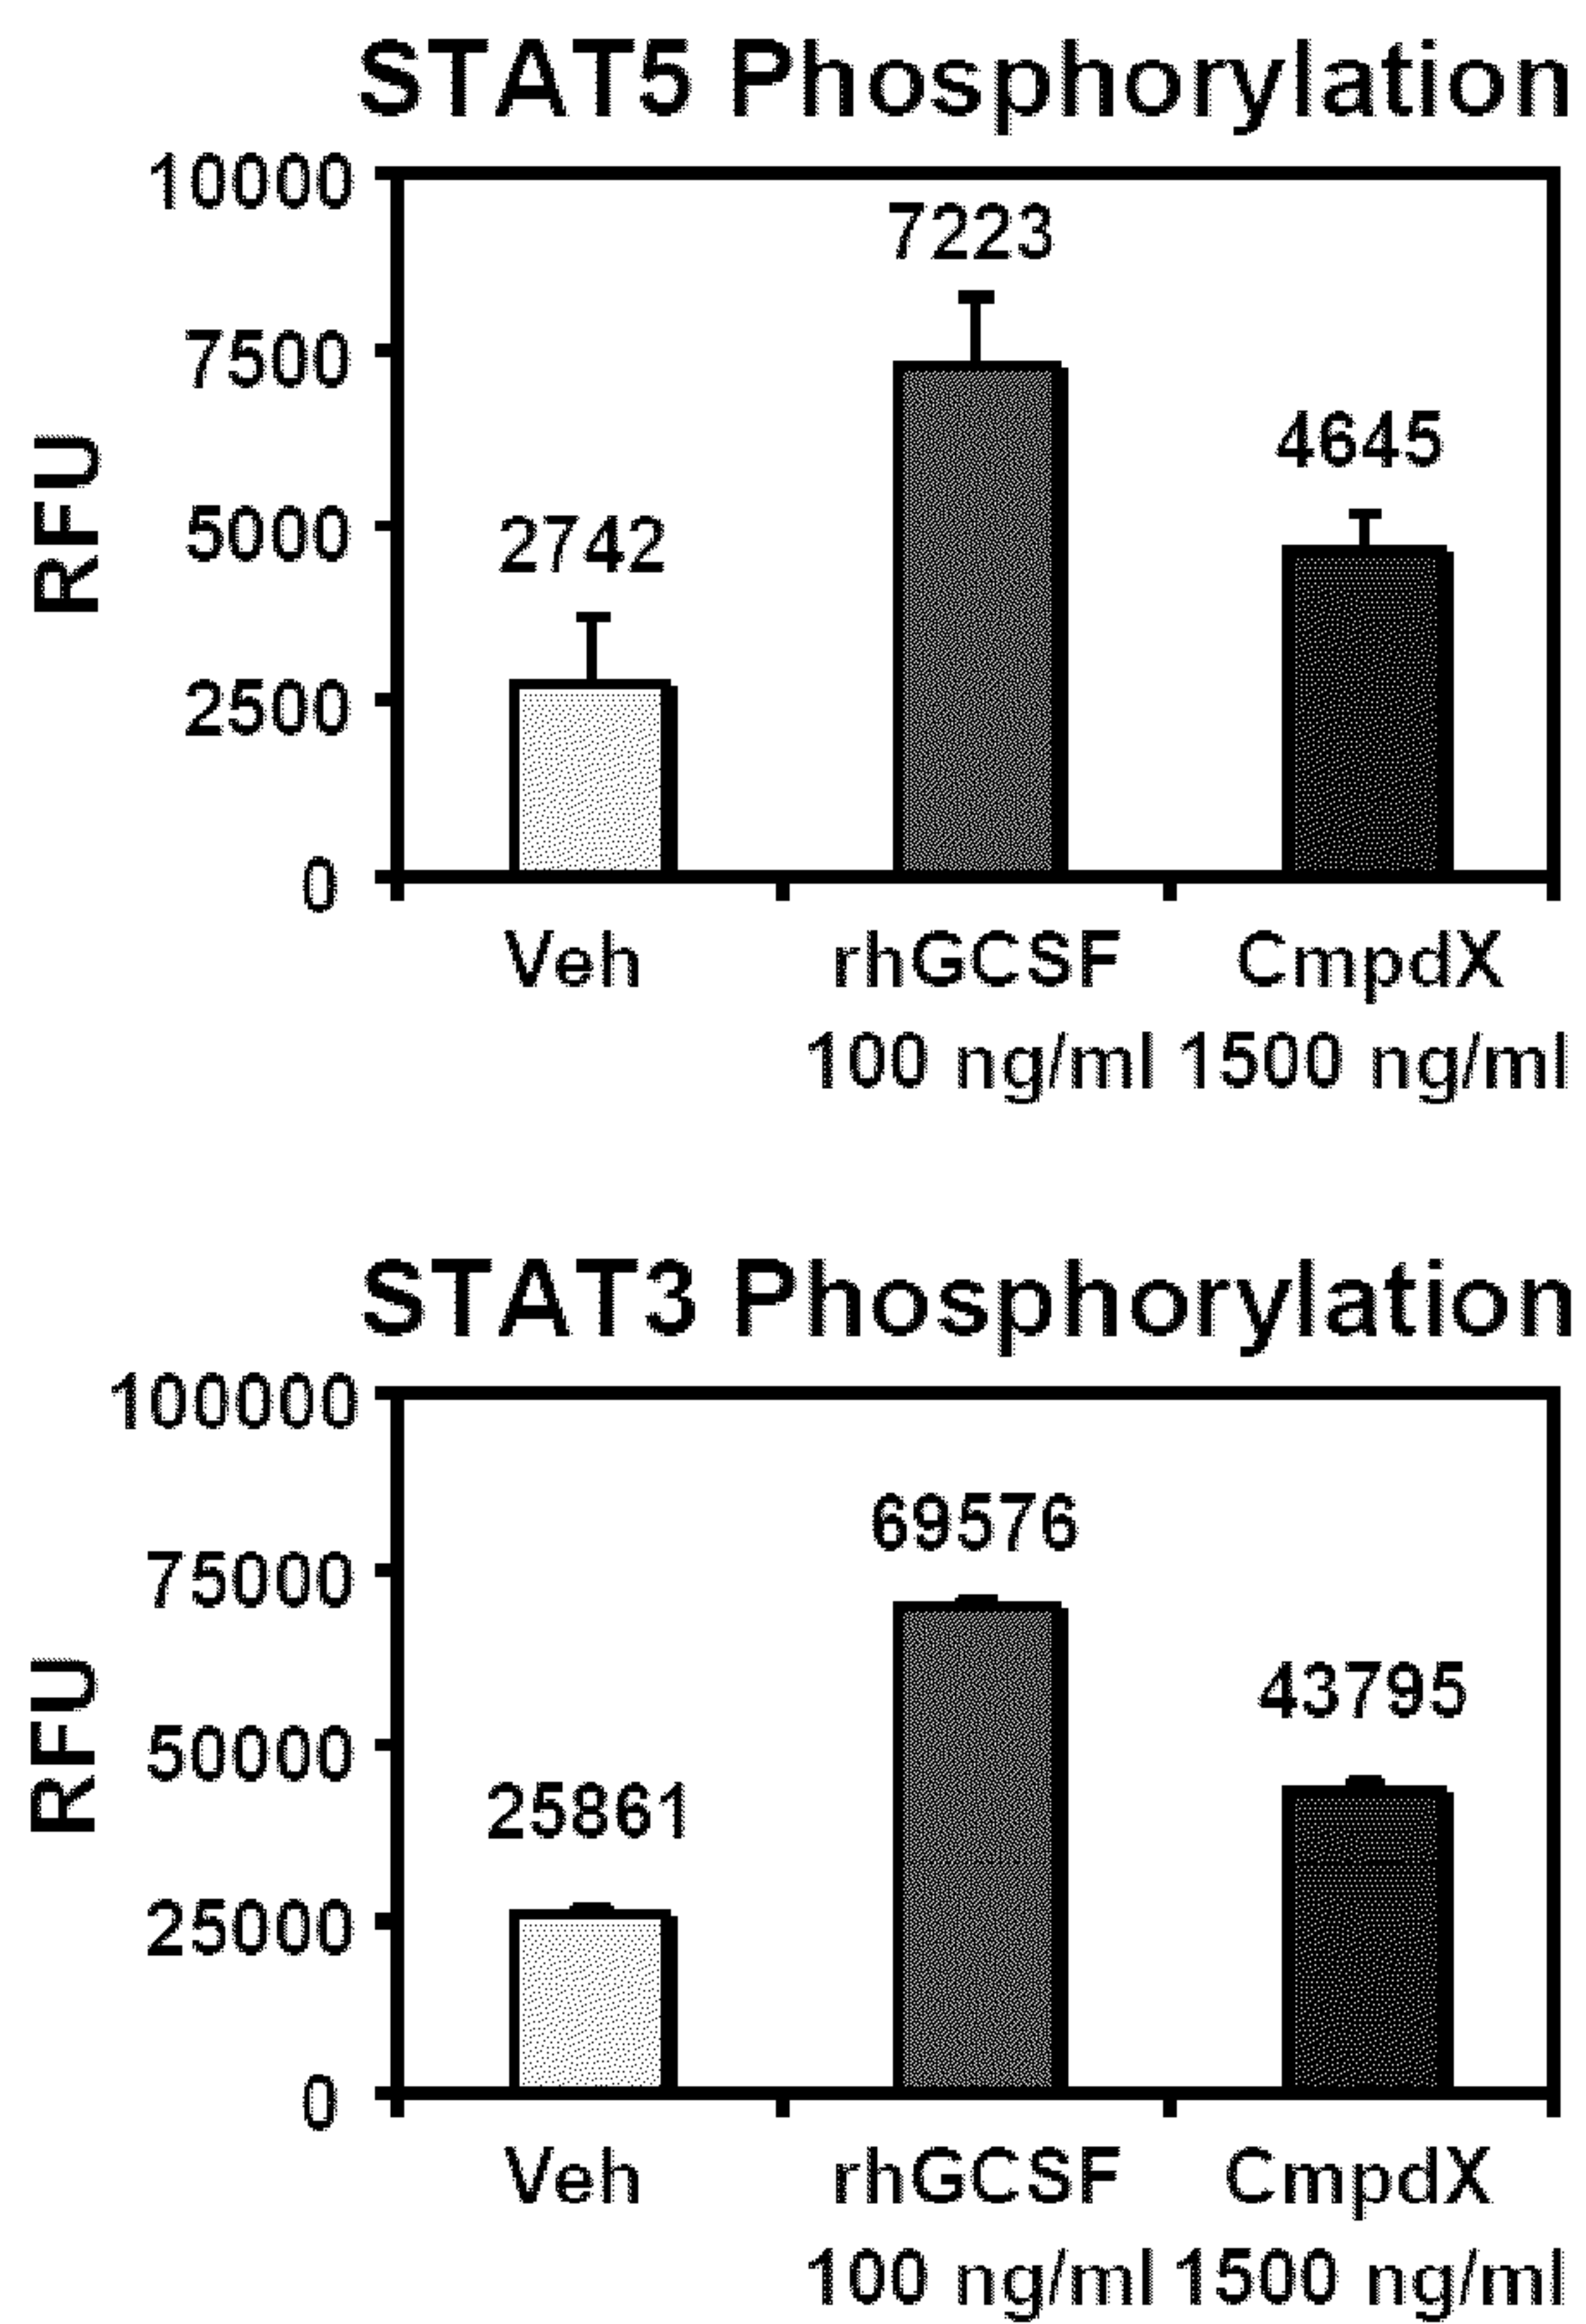 STAT5 Phosphorylation
10000
7223
7500
4645
5000
2742
2500
0
RFU
Veh rhGCSF CmpdX
100 ng/ml 1500 ng/ml
STAT3 Phosphorylation
100000
69576
75000
43795
50000
25861
25000
0
RFU
Veh rhGCSF CmpdX
100 ng/ml 1500 ng/ml